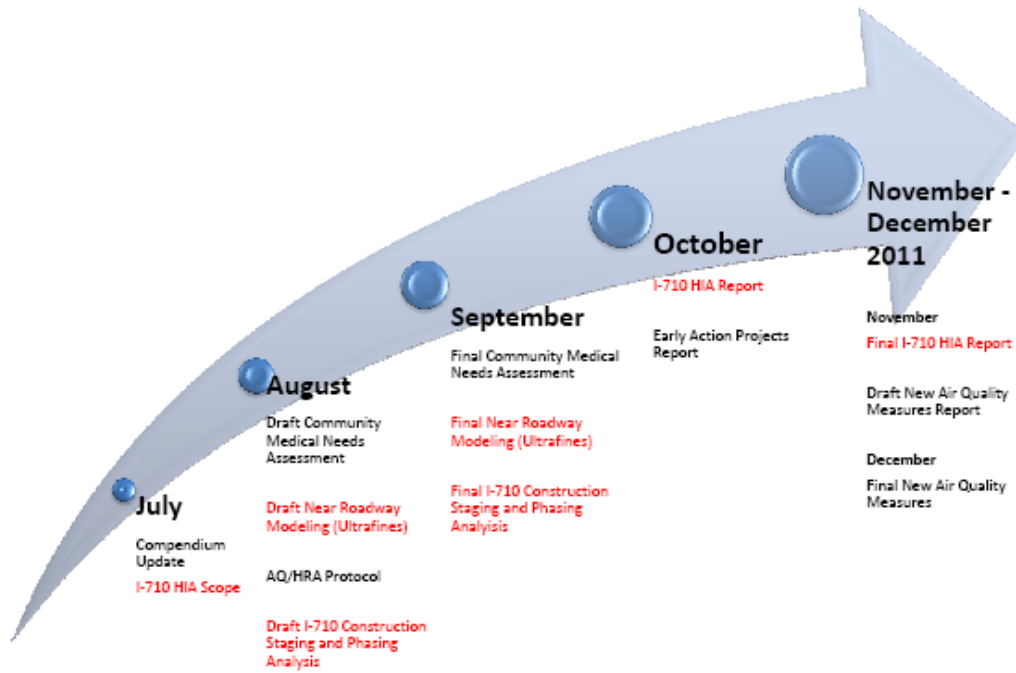 July
Compendium
Update
I-710 HIA Scope
August
Draft Community
Medical Needs
Assessment
Draft Near Roadway
Modeling (Ultrafines)
AQ/HRA Protocol
Draft I-710 Construction
Staging and Phasing
Analysis
September
Final Community Medical
Needs Assessment
Final Near Roadway
Modeling (Ultrafines)
Final I-710 Construction
Staging and Phasing
Analyisis
October
I-710 HIA Report
Early Action Projects
Report
November -
December
2011
November
Final I-710 HIA Report
Draft New Air Quality
Measures Report
December
Final New Air Quality
Measures